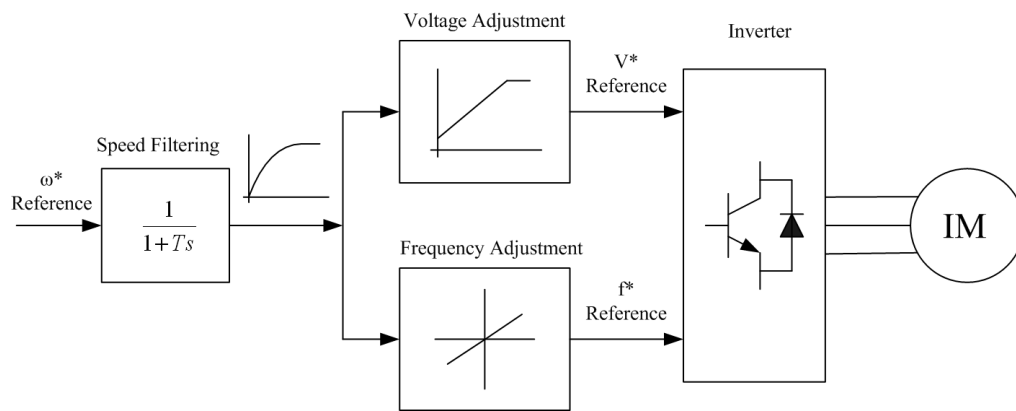 Voltage Adjustment
Inverter
V*
Reference
Speed Filtering
ω*
Reference
1
1+Ts
IM
Frequency Adjustment
f*
Reference